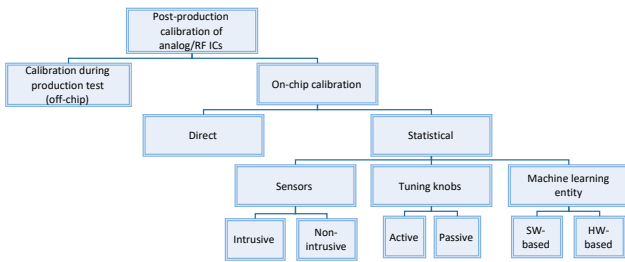 Post-production
calibration of
analog/RF ICs
Calibration during
production test
(off-chip)
On-chip calibration
Direct
Statistical
Sensors
Tuning knobs
Machine learning
entity
Intrusive
Non-
intrusive
Active
Passive
SW-
based
HW-
based